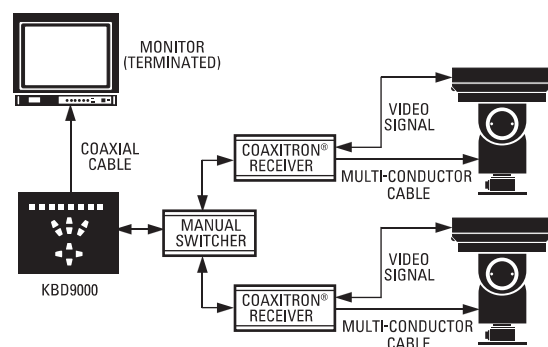 MONITOR
(TERMINATED)
COAXIAL
CABLE
KBD9000
MANUAL
SWITCHER
COAXITRON®
RECEIVER
VIDEO
SIGNAL
MULTI-CONDUCTOR
CABLE
COAXITRON®
RECEIVER
VIDEO
SIGNAL
MULTI-CONDUCTOR
CABLE